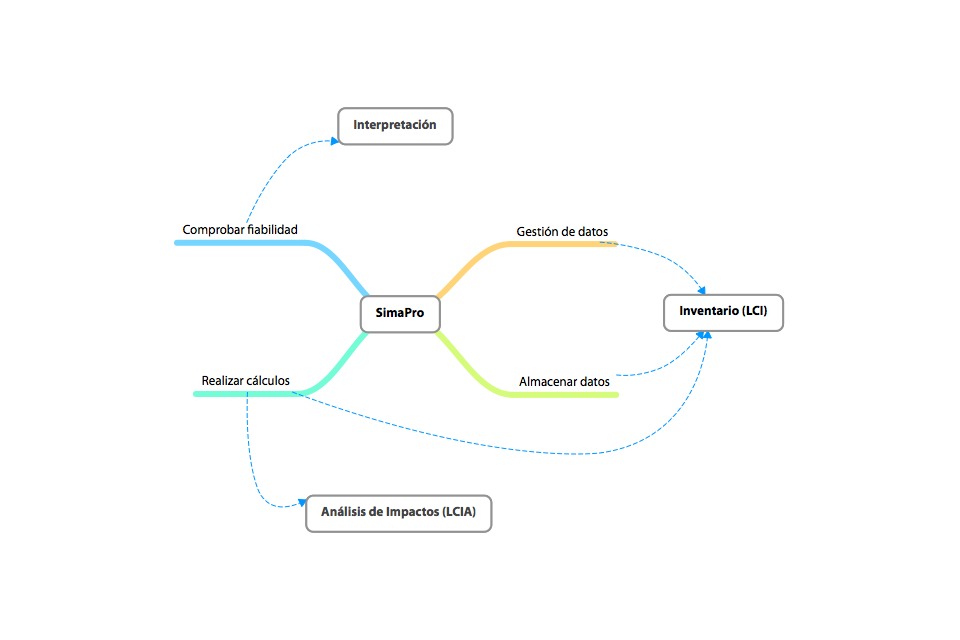 Interpretación
Comprobar fiabilidad
Gestión de datos
SimaPro
Inventario (LCI)
Realizar cálculos
Almacenar datos
Análisis de Impactos (LCIA)